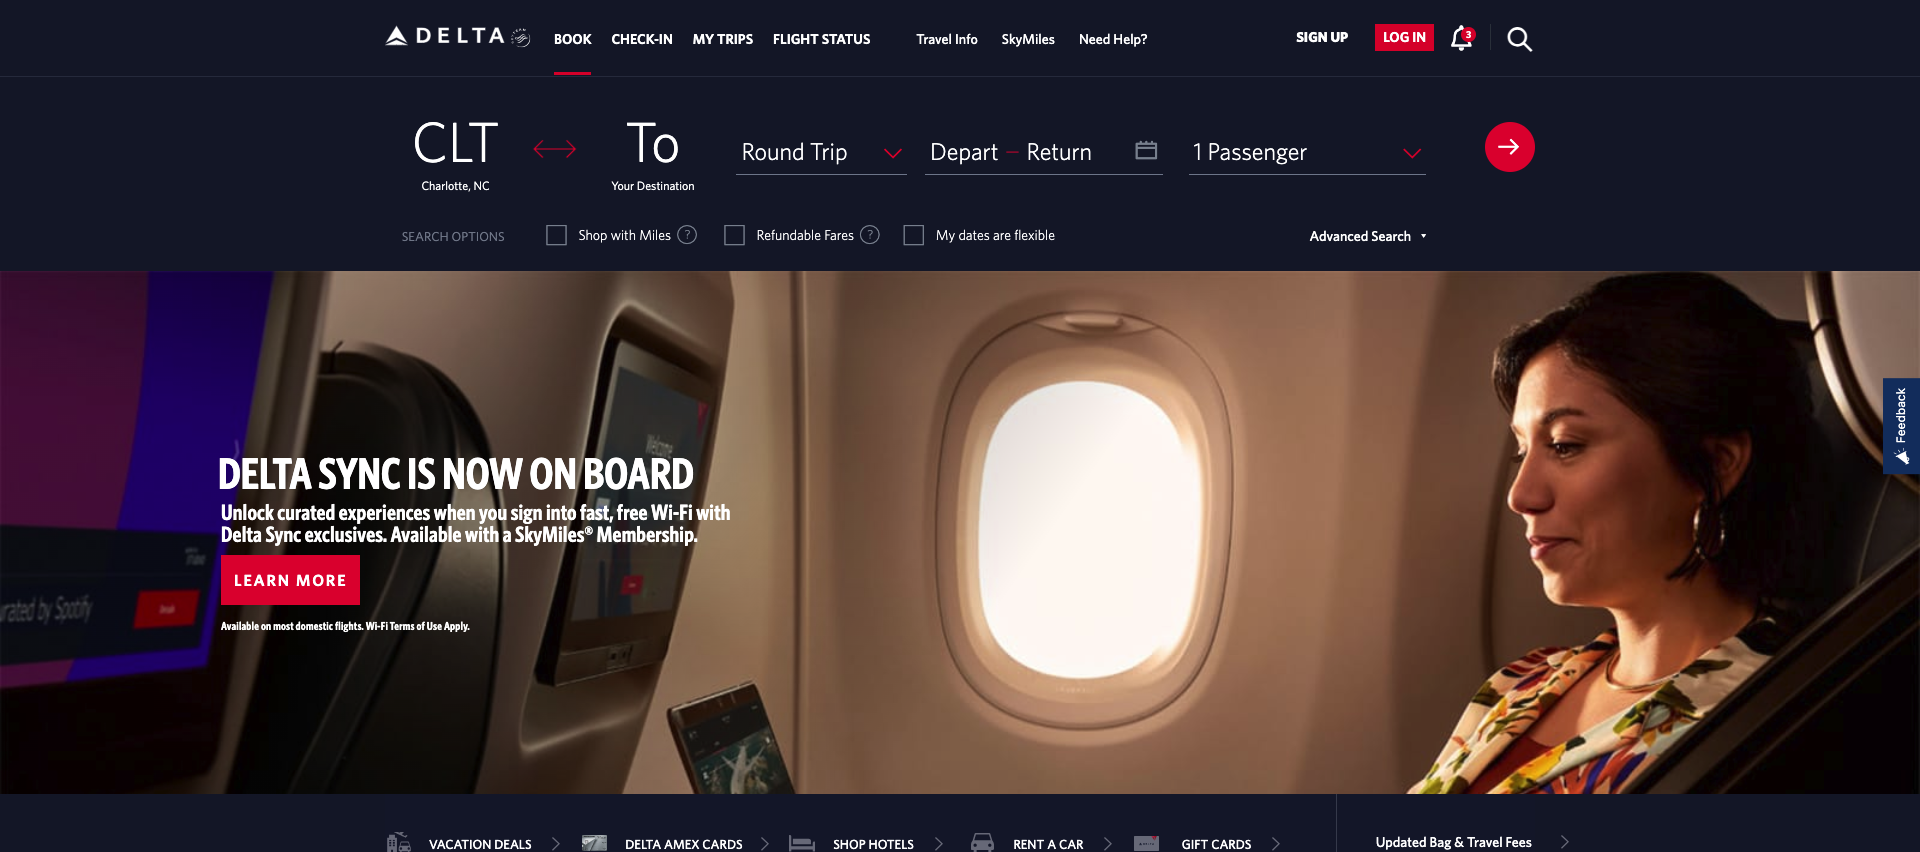 DELTA
BOOK
CHECK-IN
MY TRIPS
FLIGHT STATUS
Travel Info
SkyMiles
Need Help?
SIGN UP
LOG IN
3
CLT
Charlotte, NC
To
Your Destination
Round Trip
Depart – Return
1 Passenger
SEARCH OPTIONS
Shop with Miles ?
Refundable Fares ?
My dates are flexible
Advanced Search
Feedback
Welcome
DELTA SYNC IS NOW ON BOARD
Unlock curated experiences when you sign into fast, free Wi-Fi with
Delta Sync exclusives. Available with a SkyMiles® Membership.
LEARN MORE
urated by Spotify
Available on most domestic flights. Wi-Fi Terms of Use Apply.
VACATION DEALS
DELTA AMEX CARDS
SHOP HOTELS
RENT A CAR
GIFT CARDS
Updated Bag & Travel Fees